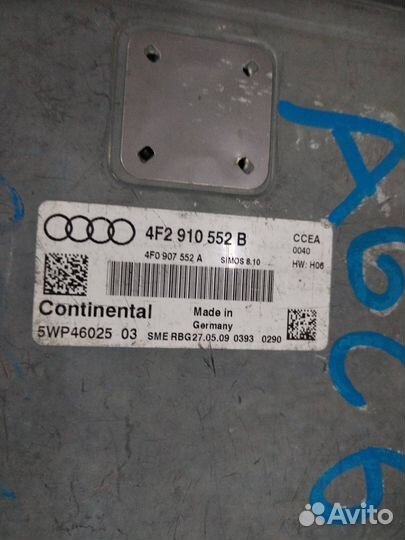 4F2 910 552 B
CCEA
0040
4F0 907 552 A SIMOS 8.10
HW: H06
Continental
Made in
Germany
5WP46025 03 SME RBG27.05.09 0393 0290
A6C6
Avito